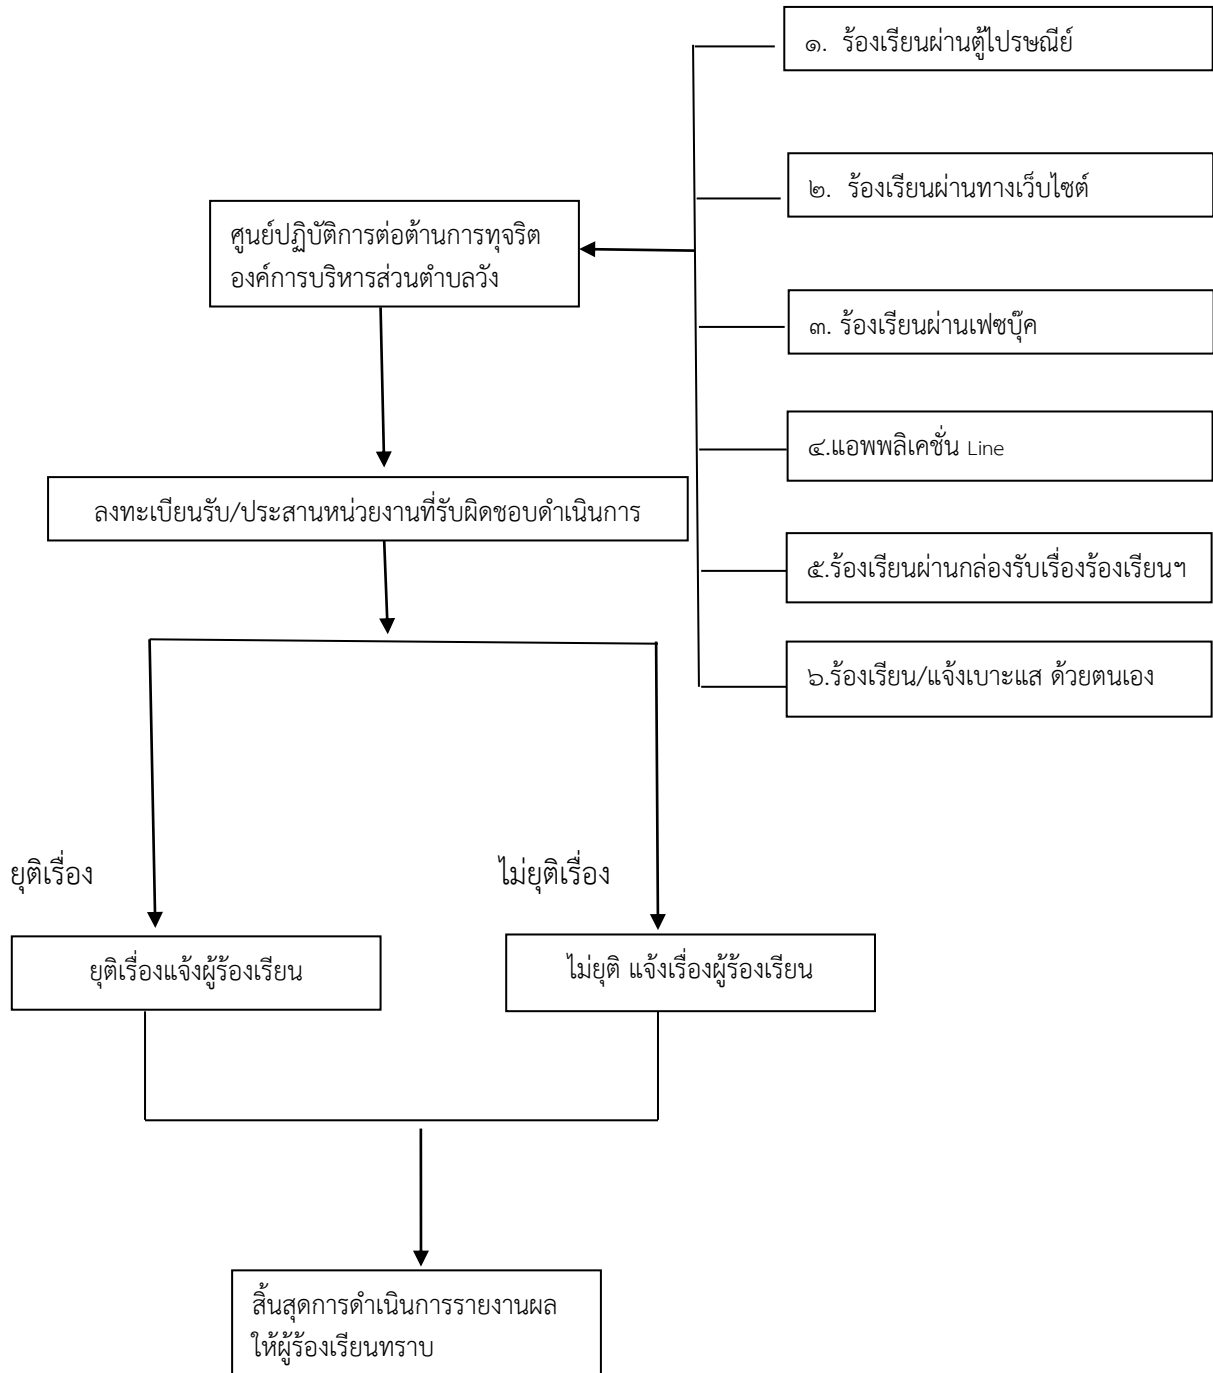 ๑. ร้องเรียนผ่านตู้ไปรษณีย์
๒. ร้องเรียนผ่านทางเว็บไซต์
ศูนย์ปฏิบัติการต่อต้านการทุจริต
องค์การบริหารส่วนตำบลวัง
๓. ร้องเรียนผ่านเฟซบุ๊ค
๔.แอพพลิเคชั่น Line
ลงทะเบียนรับ/ประสานหน่วยงานที่รับผิดชอบดำเนินการ
๕.ร้องเรียนผ่านกล่องรับเรื่องร้องเรียนฯ
๖.ร้องเรียน/แจ้งเบาะแส ด้วยตนเอง
ยุติเรื่อง
ไม่ยุติเรื่อง
ยุติเรื่องแจ้งผู้ร้องเรียน
ไม่ยุติ แจ้งเรื่องผู้ร้องเรียน
สิ้นสุดการดำเนินการรายงานผล
ให้ผู้ร้องเรียนทราบ